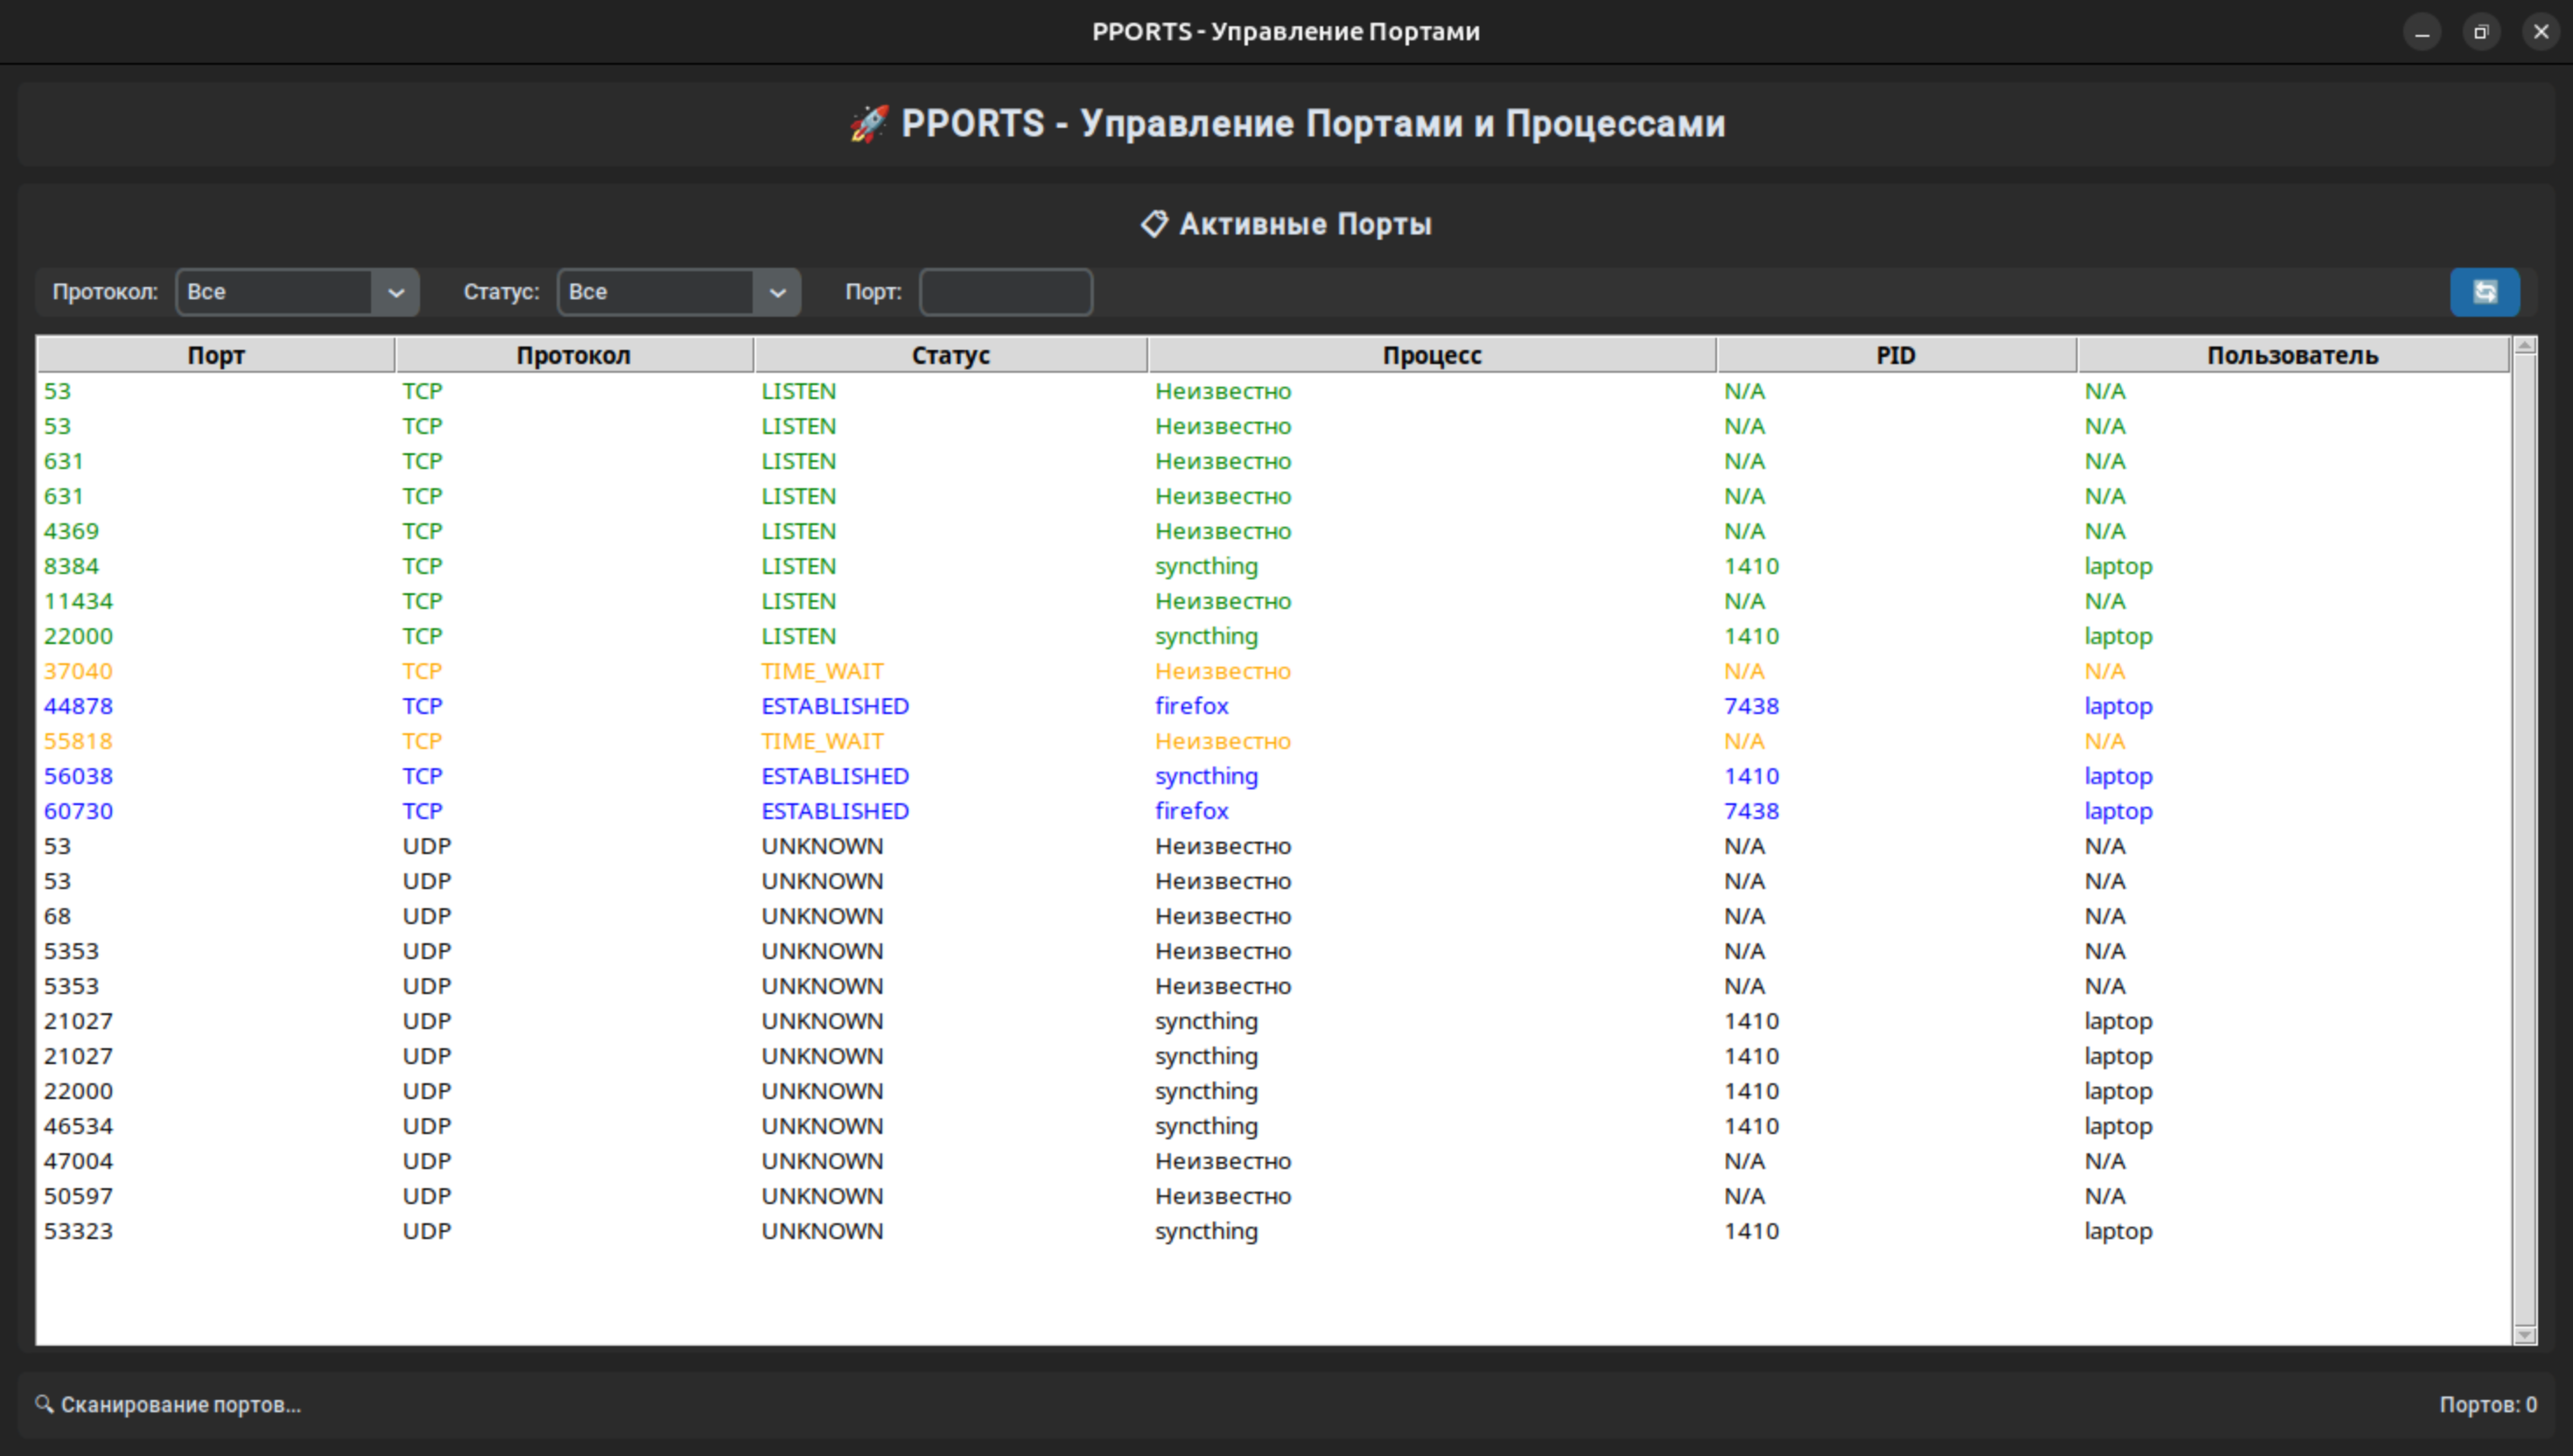 PPORTS - Управление Портами
🚀 PPORTS - Управление Портами и Процессами
📋 Активные Порты
Протокол: Все Статус: Все Порт:
Порт Протокол Статус Процесс PID Пользователь
53 TCP LISTEN Неизвестно N/A N/A
53 TCP LISTEN Неизвестно N/A N/A
631 TCP LISTEN Неизвестно N/A N/A
631 TCP LISTEN Неизвестно N/A N/A
4369 TCP LISTEN Неизвестно N/A N/A
8384 TCP LISTEN syncthing 1410 laptop
11434 TCP LISTEN Неизвестно N/A N/A
22000 TCP LISTEN syncthing 1410 laptop
37040 TCP TIME_WAIT Неизвестно N/A N/A
44878 TCP ESTABLISHED firefox 7438 laptop
55818 TCP TIME_WAIT Неизвестно N/A N/A
56038 TCP ESTABLISHED syncthing 1410 laptop
60730 TCP ESTABLISHED firefox 7438 laptop
53 UDP UNKNOWN Неизвестно N/A N/A
53 UDP UNKNOWN Неизвестно N/A N/A
68 UDP UNKNOWN Неизвестно N/A N/A
5353 UDP UNKNOWN Неизвестно N/A N/A
5353 UDP UNKNOWN Неизвестно N/A N/A
21027 UDP UNKNOWN syncthing 1410 laptop
21027 UDP UNKNOWN syncthing 1410 laptop
22000 UDP UNKNOWN syncthing 1410 laptop
46534 UDP UNKNOWN syncthing 1410 laptop
47004 UDP UNKNOWN Неизвестно N/A N/A
50597 UDP UNKNOWN Неизвестно N/A N/A
53323 UDP UNKNOWN syncthing 1410 laptop
🔍 Сканирование портов... Портов: 0